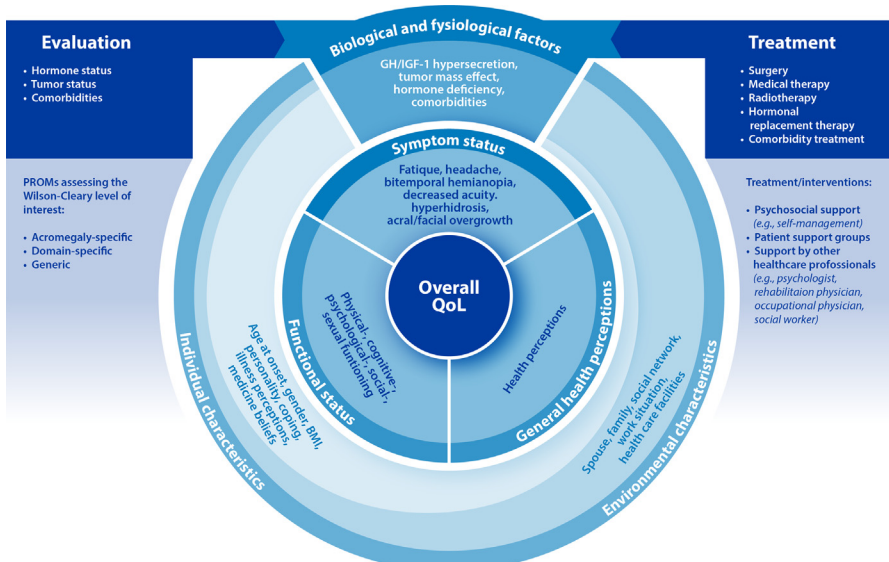 Evaluation
• Hormone status
• Tumor status
• Comorbidities
PROMs assessing the
Wilson-Cleary level of
interest:
• Acromegaly-specific
• Domain-specific
• Generic
Biological and fysiological factors
GH/IGF-1 hypersecretion,
tumor mass effect,
hormone deficiency,
comorbidities
Symptom status
Fatique, headache,
bitemporal hemianopia,
decreased acuity.
hyperhidrosis,
acral/facial overgrowth
Overall
QoL
Physical-, cognitive-,
psychological-, social-,
sexual funtioning
Functional status
Health perceptions
General health perceptions
Age at onset, gender, BMI,
personality, coping,
illness perceptions,
medicine beliefs
Individual characteristics
Spouse, family, social network,
work situation,
health care facilities
Environmental characteristics
Treatment
• Surgery
• Medical therapy
• Radiotherapy
• Hormonal
replacement therapy
• Comorbidity treatment
Treatment/interventions:
• Psychosocial support
(e.g., self-management)
• Patient support groups
• Support by other
healthcare profossionals
(e.g., psychologist,
rehabilitaion physician,
occupational physician,
social worker)